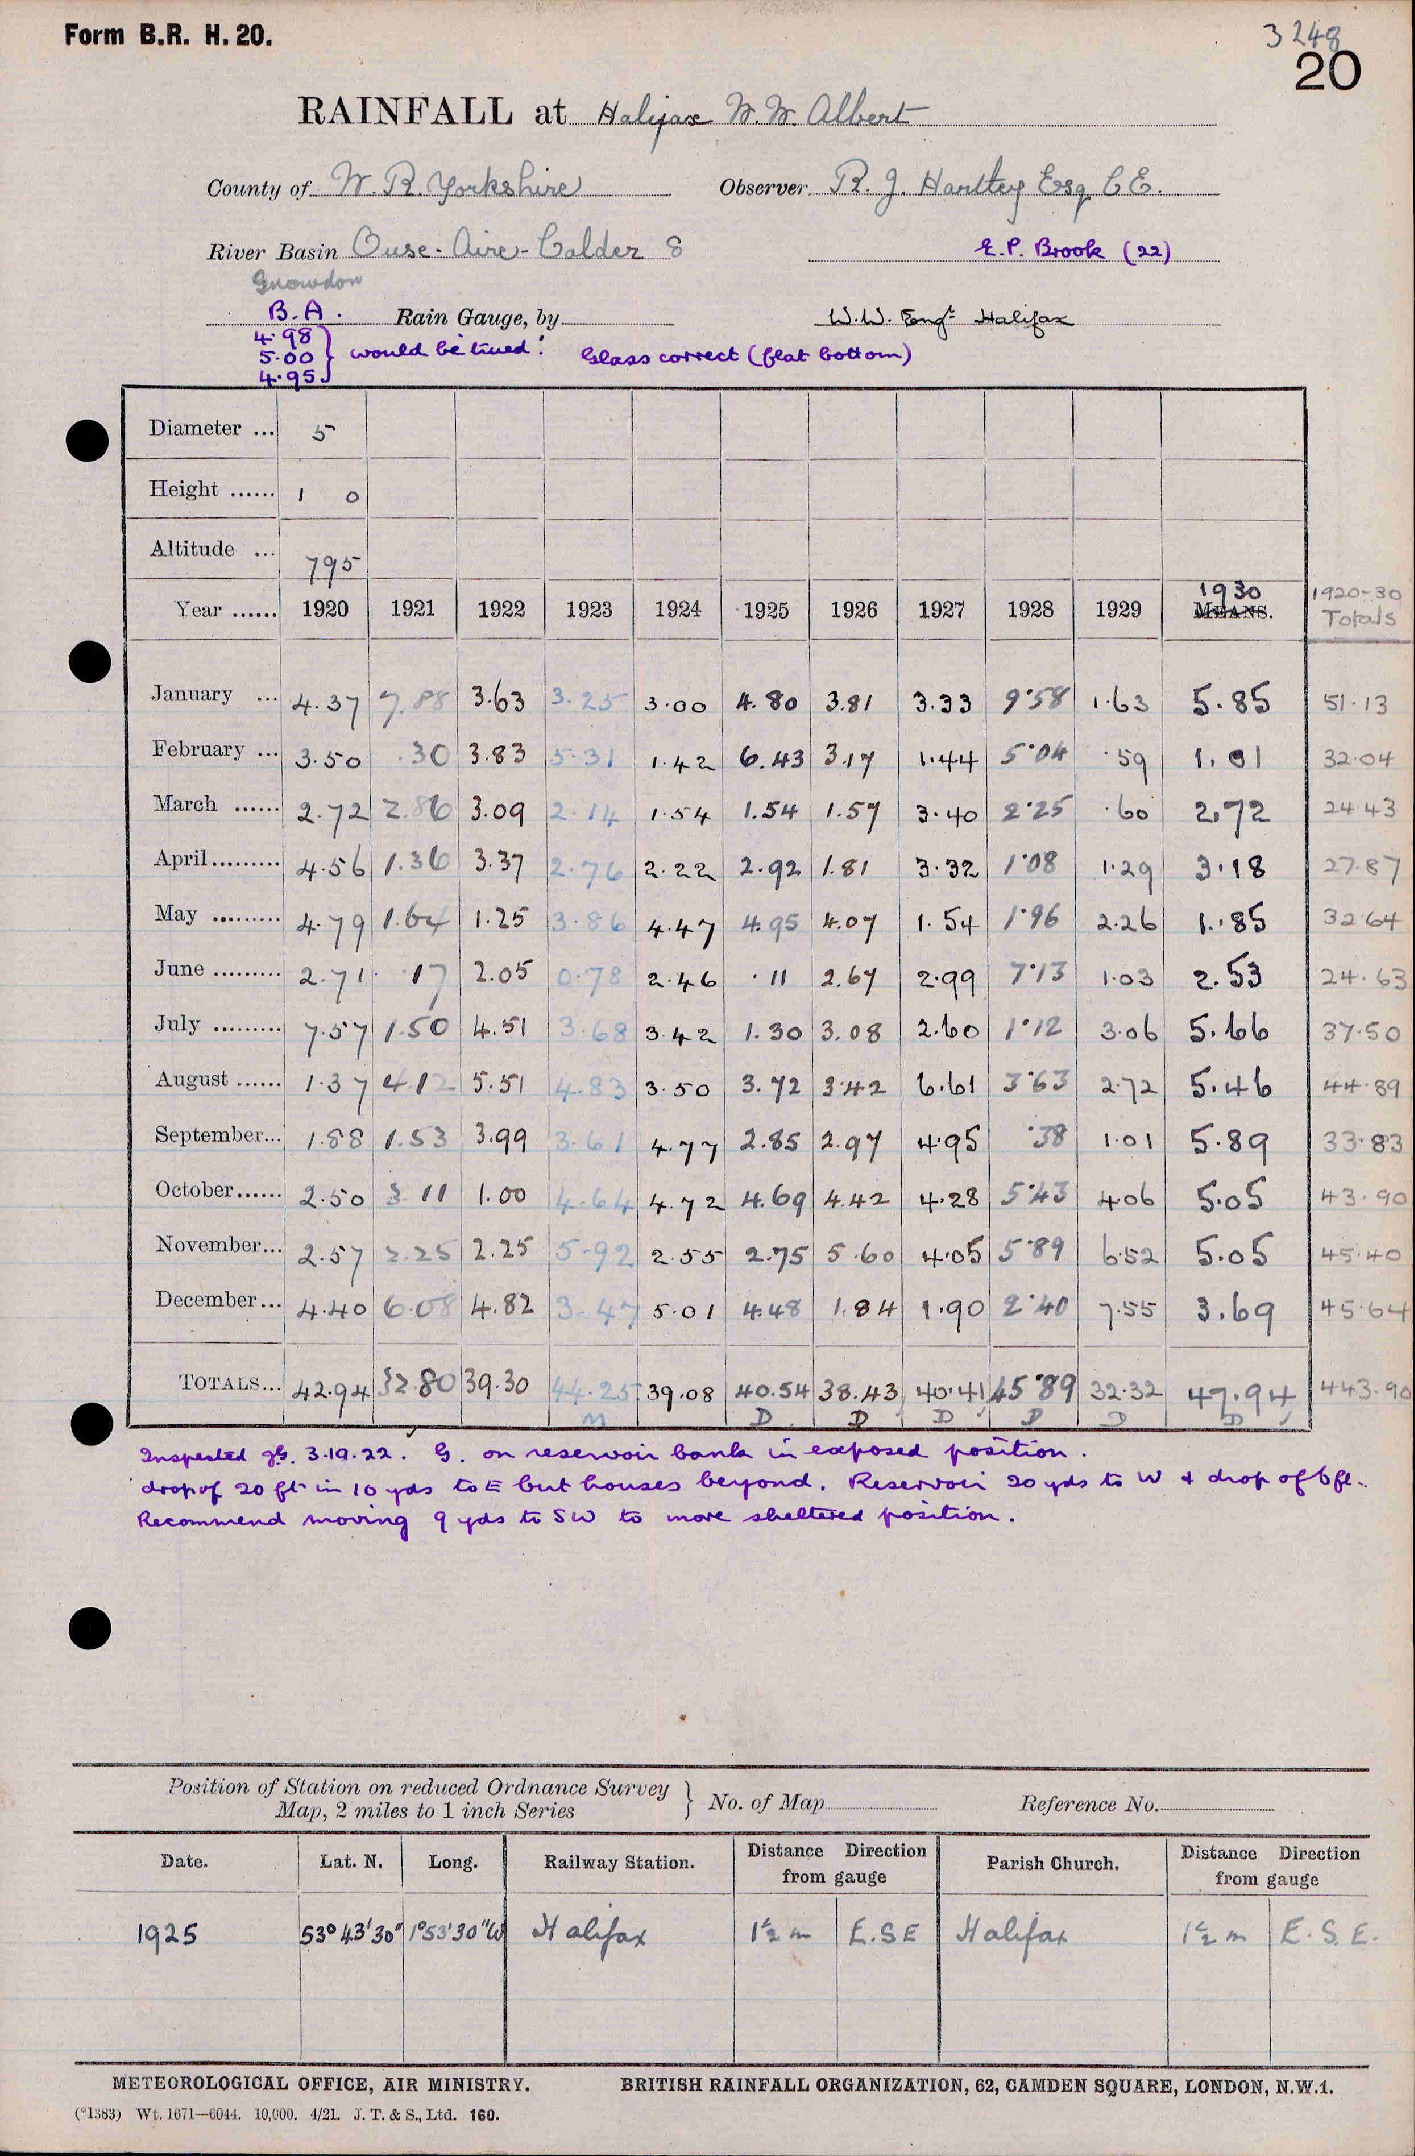 Form B.R. H. 20.
3248
20
RAINFALL at Halifax W.W. Albert
County of W. R. Yorkshire Observer R. J. Hartley Esq C E.
River Basin Ouse - Aire - Calder 8 E.P. Brook (22)
Snowdon
B.A. Rain Gauge, by W.W. Engr Halifax
4.98
5.00 } would be trued! Glass correct (flat bottom)
4.95
Diameter ... 5
Height ...... 1 0
Altitude ... 795
Year ...... 1920 1921 1922 1923 1924 1925 1926 1927 1928 1929 1930 MEANS. 1920-30 Totals
January ... 4.37 7.88 3.63 3.25 3.00 4.80 3.81 3.33 9.58 1.63 5.85 51.13
February ... 3.50 .30 3.83 5.31 1.42 6.43 3.17 1.44 5.04 .59 1.01 32.04
March ...... 2.72 2.86 3.09 2.14 1.54 1.54 1.57 3.40 2.25 .60 2.72 24.43
April ......... 4.56 1.36 3.37 2.76 2.22 2.92 1.81 3.32 1.08 1.29 3.18 27.87
May ......... 4.79 1.64 1.25 3.86 4.47 4.95 4.07 1.54 1.96 2.26 1.85 32.64
June ......... 2.71 .17 2.05 0.78 2.46 .11 2.67 2.99 7.13 1.03 2.53 24.63
July ......... 7.57 1.50 4.51 3.68 3.42 1.30 3.08 2.60 1.12 3.06 5.66 37.50
August ...... 1.37 4.12 5.51 4.83 3.50 3.72 3.42 6.61 3.63 2.72 5.46 44.89
September... 1.88 1.53 3.99 3.61 4.77 2.85 2.97 4.95 .38 1.01 5.89 33.83
October...... 2.50 3.11 1.00 4.64 4.72 4.69 4.42 4.28 5.43 4.06 5.05 43.90
November... 2.57 2.25 2.25 5.92 2.55 2.75 5.60 4.05 5.89 6.52 5.05 45.40
December... 4.40 6.08 4.82 3.47 5.01 4.48 1.84 1.90 2.40 7.55 3.69 45.64
TOTALS... 42.94 32.80 39.30 44.25 39.08 40.54 38.43 40.41 45.89 32.32 47.94 443.90
M D D D D D D
Inspected 3.10.22. G. on reservoir bank in exposed position.
drop of 20 ft in 10 yds to E but houses beyond. Reservoir 20 yds to W & drop of 6 ft.
Recommend moving 9 yds to SW to more sheltered position.
Position of Station on reduced Ordnance Survey Map, 2 miles to 1 inch Series } No. of Map Reference No.
Date. Lat. N. Long. Railway Station. Distance Direction from gauge Parish Church. Distance Direction from gauge
1925 53° 43' 30" 1° 53' 30" W Halifax 1½ m E.SE Halifax 1½ m E. S. E.
METEOROLOGICAL OFFICE, AIR MINISTRY. BRITISH RAINFALL ORGANIZATION, 62, CAMDEN SQUARE, LONDON, N.W.1.
(*1383) Wt. 1671—6044. 10,000. 4/21. J. T. & S., Ltd. 160.